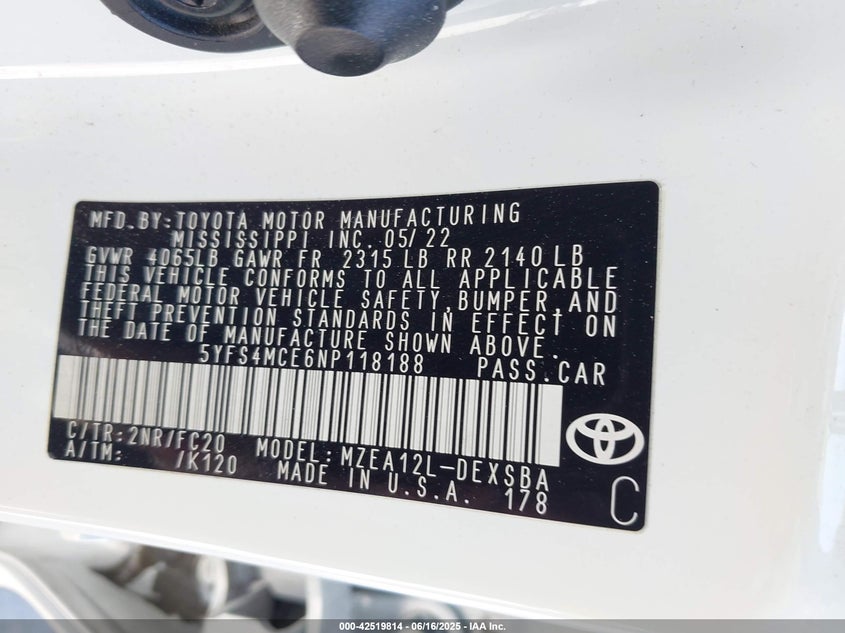 MFD. BY: TOYOTA MOTOR MANUFACTURING
MISSISSIPPI INC. 05/22
GVWR 4065LB GAWR FR 2315 LB RR 2140 LB
THIS VEHICLE CONFORMS TO ALL APPLICABLE
FEDERAL MOTOR VEHICLE SAFETY, BUMPER, AND
THEFT PREVENTION STANDARDS IN EFFECT ON
THE DATE OF MANUFACTURE SHOWN ABOVE.
5YFS4MCE6NP118188 PASS. CAR
C/TR: 2NR/FC20 MODEL: MZEA12L-DEXSBA
A/TM: /K120 MADE IN U.S.A. 178
C
000-42519814 - 06/16/2025 - IAA Inc.